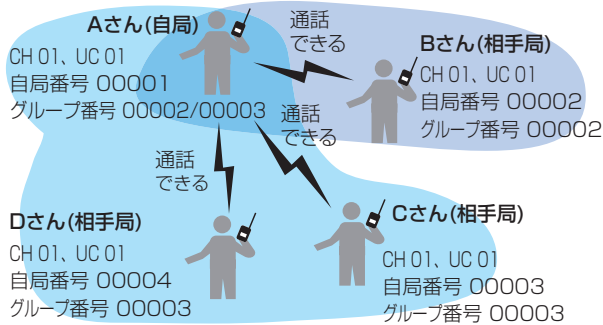 Aさん(自局)
CH 01、UC 01
自局番号 00001
グループ番号 00002/00003
通話
できる
Bさん(相手局)
CH 01、UC 01
自局番号 00002
グループ番号 00002
通話
できる
通話
できる
Dさん(相手局)
CH 01、UC 01
自局番号 00004
グループ番号 00003
Cさん(相手局)
CH 01、UC 01
自局番号 00003
グループ番号 00003